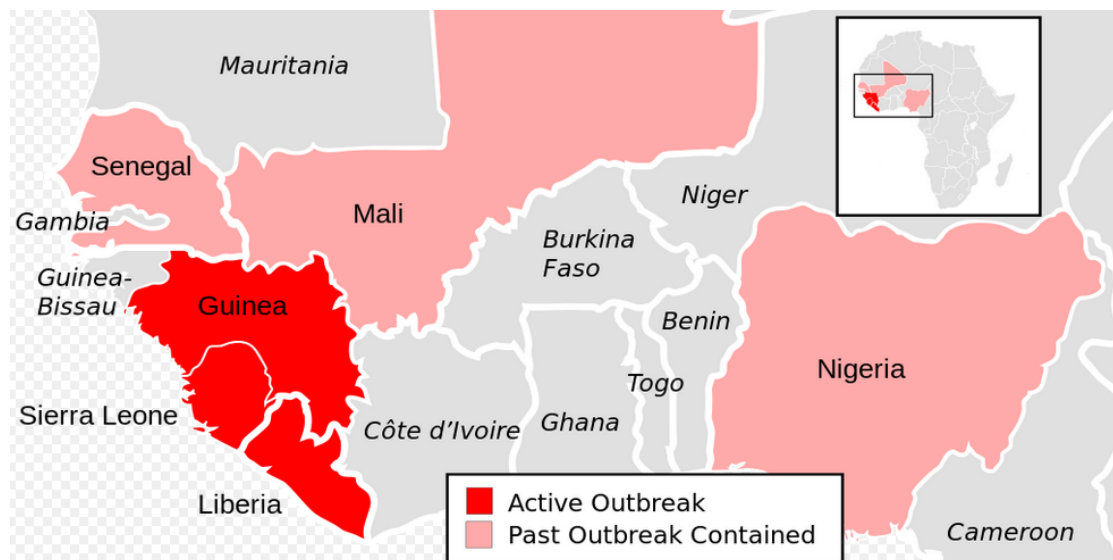 Mauritania
Senegal
Mali
Niger
Gambia
Burkina
Faso
Guinea-
Bissau
Guinea
Benin
Nigeria
Togo
Sierra Leone
Côte d’Ivoire
Ghana
Liberia
Active Outbreak
Past Outbreak Contained
Cameroon